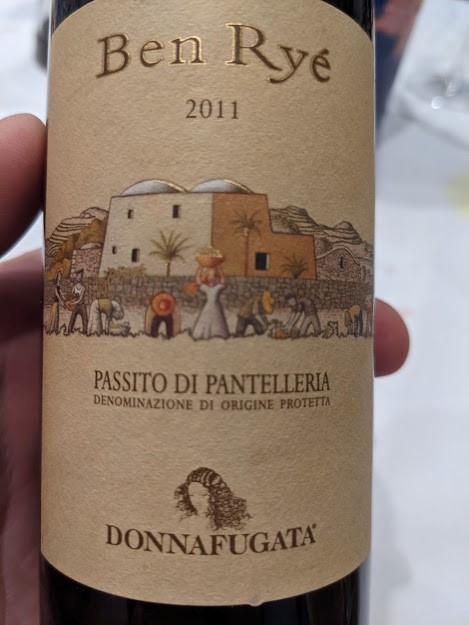 Ben Ryé
2011
PASSITO DI PANTELLERIA
DENOMINAZIONE DI ORIGINE PROTETTA
DONNAFUGATA®